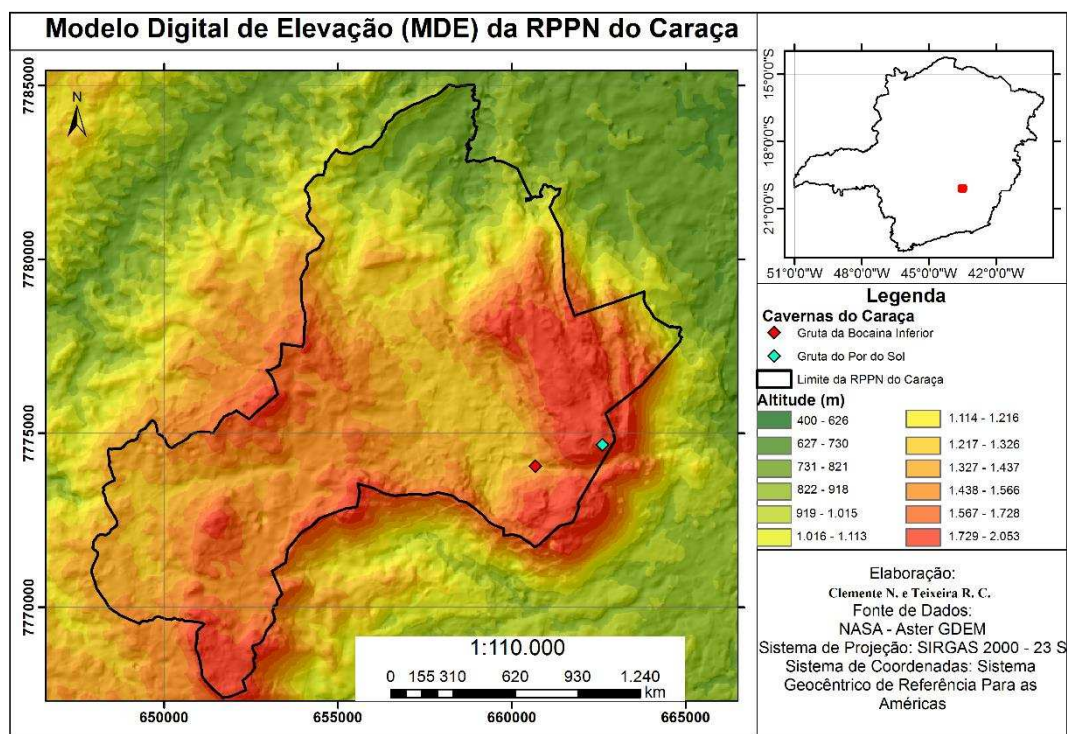 Modelo Digital de Elevação (MDE) da RPPN do Caraça
N
7785000
7780000
7775000
7770000
650000
655000
660000
665000
1:110.000
0 155 310 620 930 1.240
km
15°0'0"S
18°0'0"S
21°0'0"S
51°0'0"W 48°0'0"W 45°0'0"W 42°0'0"W
Legenda
Cavernas do Caraça
Gruta da Bocaina Inferior
Gruta do Por do Sol
Limite da RPPN do Caraça
Altitude (m)
400 - 626
627 - 730
731 - 821
822 - 918
919 - 1.015
1.016 - 1.113
1.114 - 1.216
1.217 - 1.326
1.327 - 1.437
1.438 - 1.566
1.567 - 1.728
1.729 - 2.053
Elaboração:
Clemente N. e Teixeira R. C.
Fonte de Dados:
NASA - Aster GDEM
Sistema de Projeção: SIRGAS 2000 - 23 S
Sistema de Coordenadas: Sistema
Geocêntrico de Referência Para as
Américas